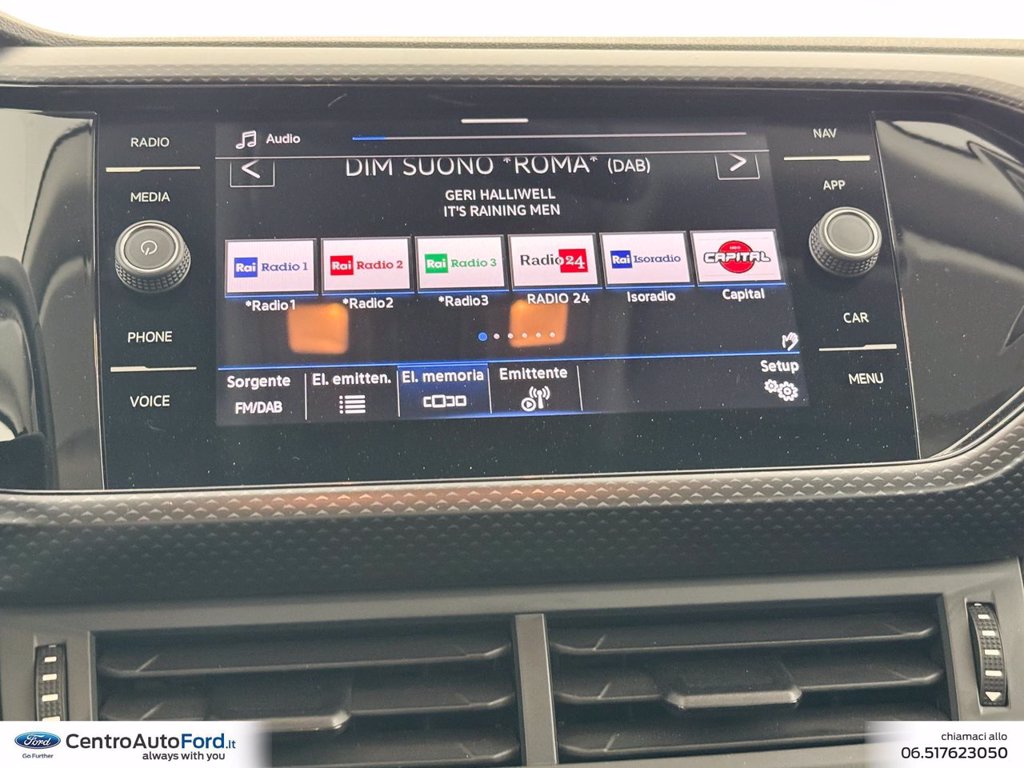 RADIO
MEDIA
PHONE
VOICE
Audio
DIM SUONO *ROMA* (DAB)
GERI HALLIWELL
IT'S RAINING MEN
Rai Radio 1
Rai Radio 2
Rai Radio 3
Radio 24
Rai Isoradio
RADIO CAPITAL
*Radio1
*Radio2
*Radio3
RADIO 24
Isoradio
Capital
Sorgente
FM/DAB
El. emitten.
El. memoria
Emittente
Setup
NAV
APP
CAR
MENU
Ford
Go Further
CentroAutoFord.it
always with you
chiamaci allo
06.517623050